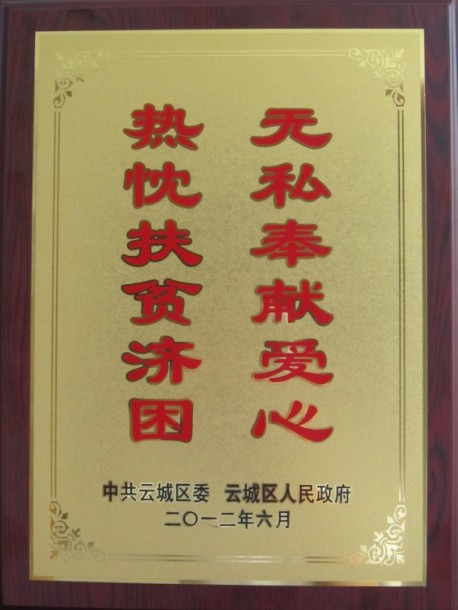 无私奉献爱心
热忱扶贫济困
中共云城区委 云城区人民政府
二〇一二年六月